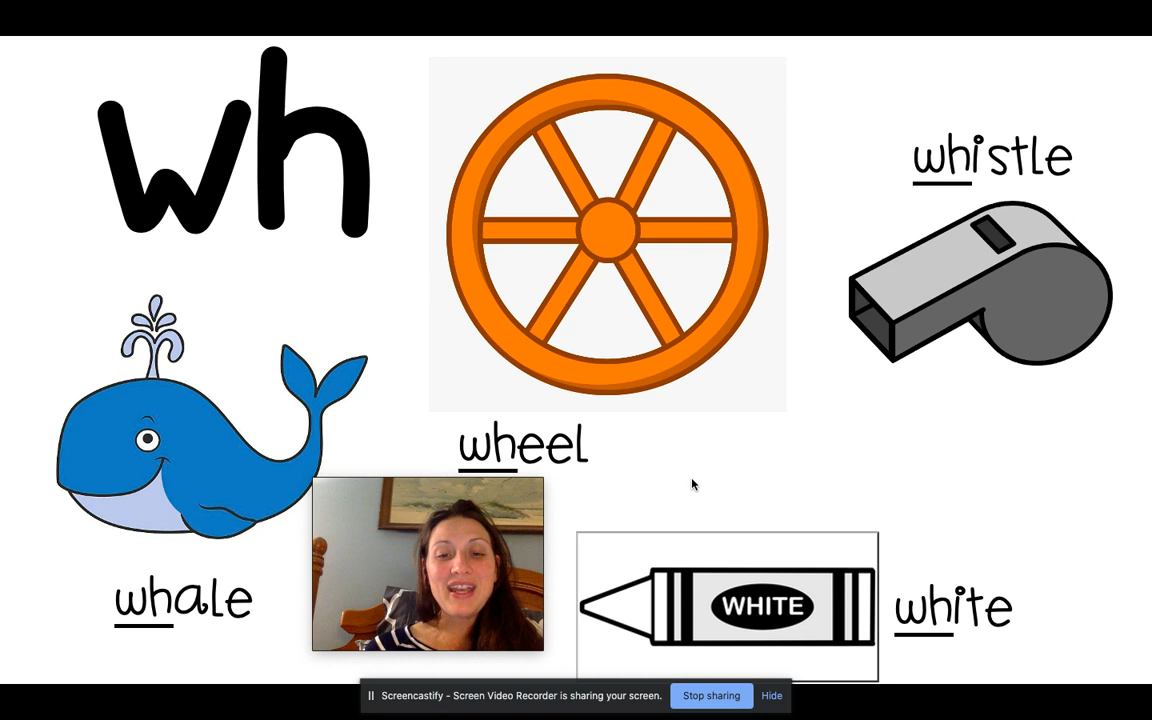 wh
whistle
wheel
whale
WHITE
white
Screencastify - Screen Video Recorder is sharing your screen.
Stop sharing
Hide